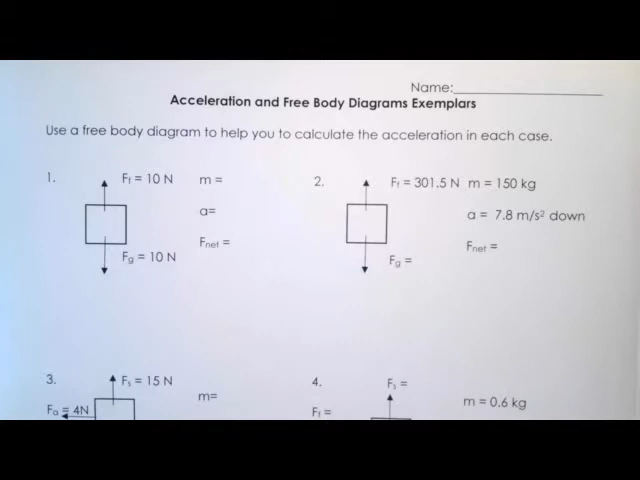 Name:
Acceleration and Free Body Diagrams Exemplars
Use a free body diagram to help you to calculate the acceleration in each case.
1.
Ff = 10 N
m =
a=
Fnet =
Fg = 10 N
2.
Ff = 301.5 N
m = 150 kg
a = 7.8 m/s² down
Fnet =
Fg =
3.
Fs = 15 N
m=
Fa = 4N
4.
Fs =
m = 0.6 kg
Ff =